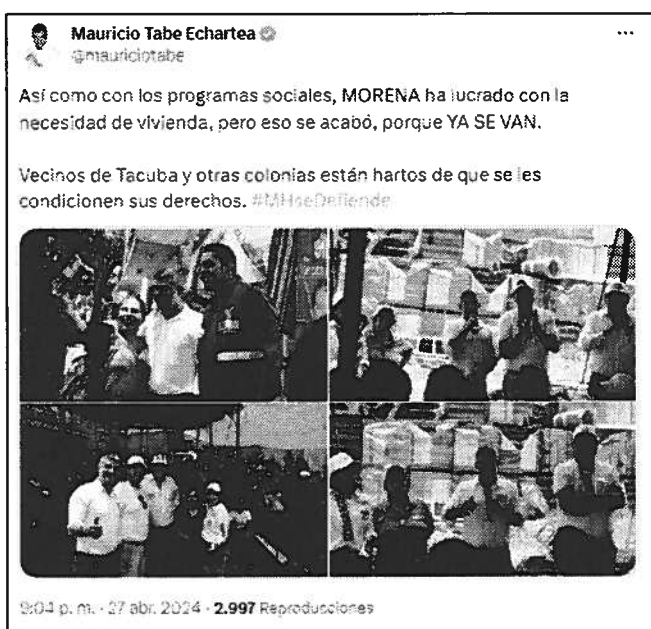 Mauricio Tabe Echartea
@mauriciotabe
Así como con los programas sociales, MORENA ha lucrado con la
necesidad de vivienda, pero eso se acabó, porque YA SE VAN.
Vecinos de Tacuba y otras colonias están hartos de que se les
condicionen sus derechos. #MHseDefiende
9:04 p. m. · 27 abr. 2024 · 2.997 Reproducciones